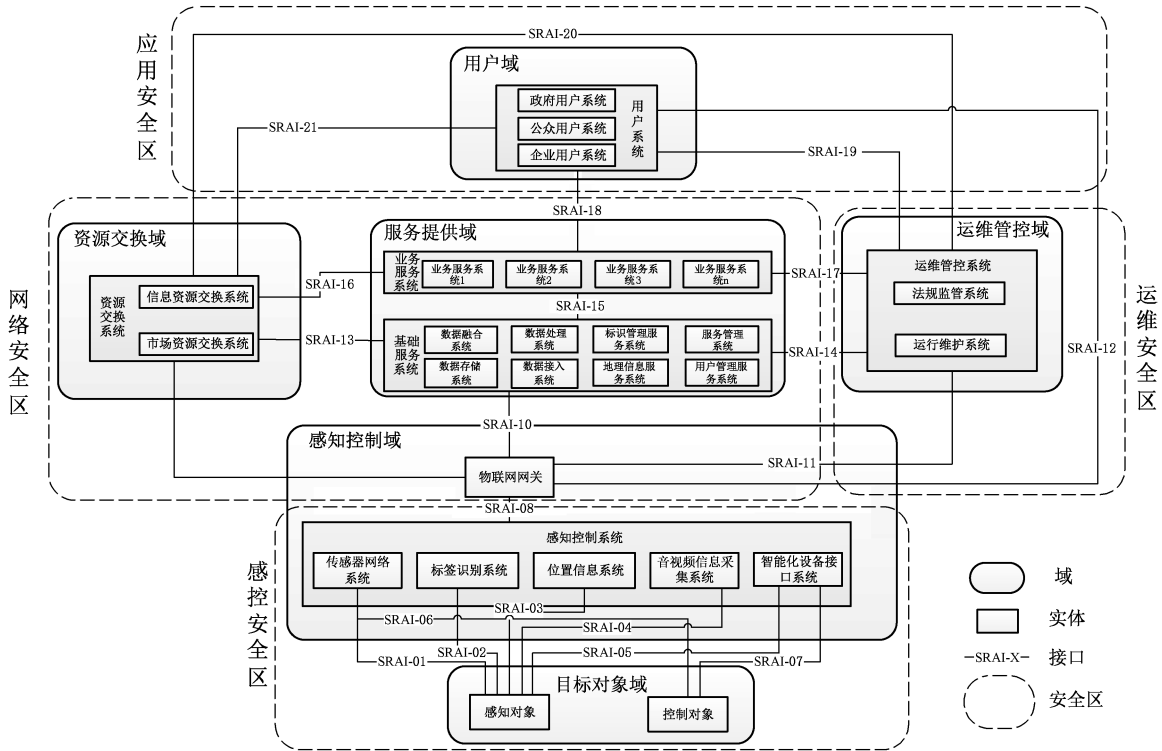 应用安全区
SRAI-20
用户域
政府用户系统
公众用户系统
企业用户系统
用户系统
SRAI-21
SRAI-19
SRAI-18
网络安全区
资源交换域
资源交换系统
信息资源交换系统
市场资源交换系统
SRAI-16
SRAI-13
服务提供域
业务服务系统
业务服务系
统1
业务服务系
统2
业务服务系
统3
业务服务系
统n
SRAI-15
基础服务系统
数据融合
系统
数据处理
系统
标识管理服
务系统
服务管理
系统
数据存储
系统
数据接入
系统
地理信息服
务系统
用户管理服
务系统
SRAI-17
SRAI-14
运维管控域
运维管控系统
法规监管系统
运行维护系统
SRAI-12
运维安全区
SRAI-10
感知控制域
物联网网关
SRAI-11
SRAI-08
感控安全区
感知控制系统
传感器网络
系统
标签识别系统
位置信息系统
音视频信息采
集系统
智能化设备接
口系统
SRAI-03
SRAI-06
SRAI-04
SRAI-02
SRAI-05
SRAI-01
SRAI-07
目标对象域
感知对象
控制对象
域
实体
SRAI-X
接口
安全区